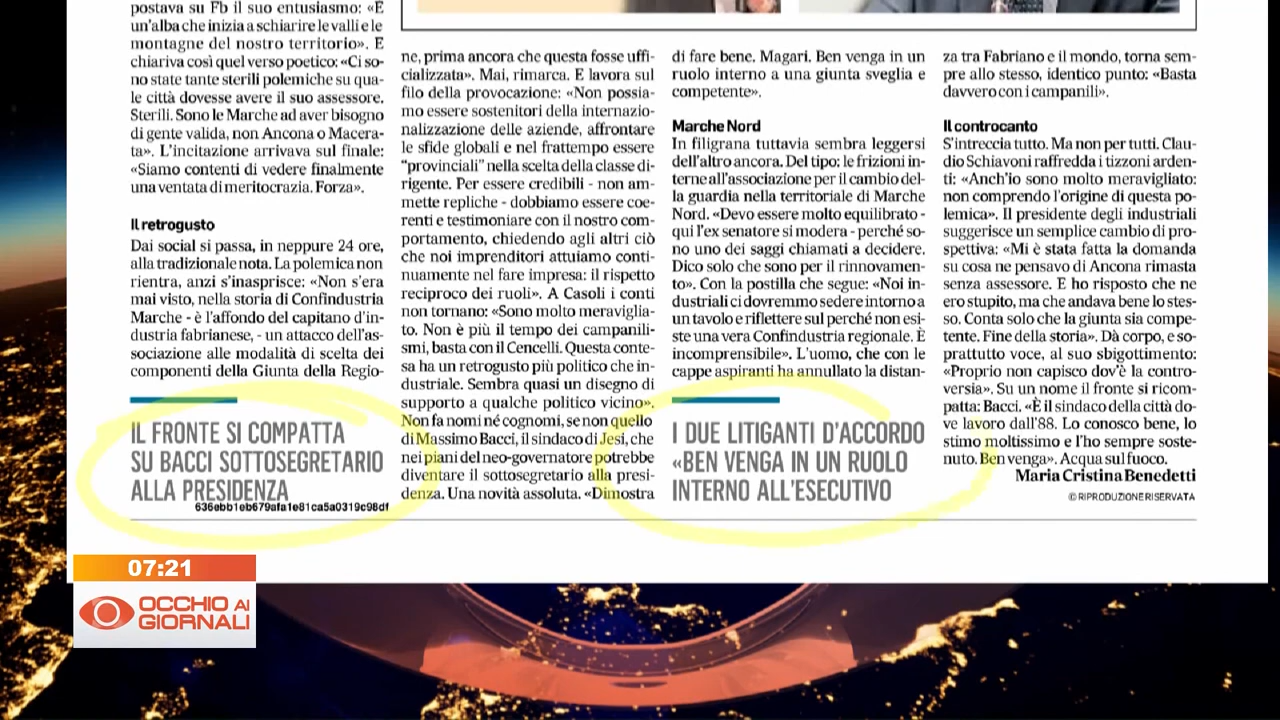 postava su Fb il suo entusiasmo: «È
un'alba che inizia a schiarire le valli e le
montagne del nostro territorio». E
chiariva così quel verso poetico: «Ci so-
no state tante sterili polemiche su qua-
le città dovesse avere il suo assessore.
Sterili. Sono le Marche ad aver bisogno
di gente valida, non Ancona o Macera-
ta». L'incitazione arrivava sul finale:
«Siamo contenti di vedere finalmente
una ventata di meritocrazia. Forza».
Il retrogusto
Dai social si passa, in neppure 24 ore,
alla tradizionale nota. La polemica non
rientra, anzi s'inasprisce: «Non s'era
mai visto, nella storia di Confindustria
Marche - è l'affondo del capitano d'in-
dustria fabrianese, - un attacco dell'as-
sociazione alle modalità di scelta dei
componenti della Giunta della Regio-
IL FRONTE SI COMPATTA
SU BACCI SOTTOSEGRETARIO
ALLA PRESIDENZA
636ebb1eb679afa1e81ca5a0319c98df
ne, prima ancora che questa fosse uffi-
cializzata». Mai, rimarca. E lavora sul
filo della provocazione: «Non possia-
mo essere sostenitori della internazio-
nalizzazione delle aziende, affrontare
le sfide globali e nel frattempo essere
"provinciali" nella scelta della classe di-
rigente. Per essere credibili - non am-
mette repliche - dobbiamo essere coe-
renti e testimoniare con il nostro com-
portamento, chiedendo agli altri ciò
che noi imprenditori attuiamo conti-
nuamente nel fare impresa: il rispetto
reciproco dei ruoli». A Casoli i conti
non tornano: «Sono molto meraviglia-
to. Non è più il tempo dei campanili-
smi, basta con il Cencelli. Questa conte-
sa ha un retrogusto più politico che in-
dustriale. Sembra quasi un disegno di
supporto a qualche politico vicino».
Non fa nomi né cognomi, se non quello
di Massimo Bacci, il sindaco di Jesi, che
nei piani del neo-governatore potrebbe
diventare il sottosegretario alla presi-
denza. Una novità assoluta. «Dimostra
di fare bene. Magari. Ben venga in un
ruolo interno a una giunta sveglia e
competente».
Marche Nord
In filigrana tuttavia sembra leggersi
dell'altro ancora. Del tipo: le frizioni in-
terne all'associazione per il cambio del-
la guardia nella territoriale di Marche
Nord. «Devo essere molto equilibrato -
qui l'ex senatore si modera - perché so-
no uno dei saggi chiamati a decidere.
Dico solo che sono per il rinnovamen-
to». Con la postilla che segue: «Noi in-
dustriali ci dovremmo sedere intorno a
un tavolo e riflettere sul perché non esi-
ste una vera Confindustria regionale. È
incomprensibile». L'uomo, che con le
cappe aspiranti ha annullato la distan-
I DUE LITIGANTI D'ACCORDO
«BEN VENGA IN UN RUOLO
INTERNO ALL'ESECUTIVO
za tra Fabriano e il mondo, torna sem-
pre allo stesso, identico punto: «Basta
davvero con i campanili».
Il controcanto
S'intreccia tutto. Ma non per tutti. Clau-
dio Schiavoni raffredda i tizzoni arden-
ti: «Anch'io sono molto meravigliato:
non comprendo l'origine di questa po-
lemica». Il presidente degli industriali
suggerisce un semplice cambio di pro-
spettiva: «Mi è stata fatta la domanda
su cosa ne pensavo di Ancona rimasta
senza assessore. E ho risposto che ne
ero stupito, ma che andava bene lo stes-
so. Conta solo che la giunta sia compe-
tente. Fine della storia». Dà corpo, e so-
prattutto voce, al suo sbigottimento:
«Proprio non capisco dov'è la contro-
versia». Su un nome il fronte si ricom-
patta: Bacci. «È il sindaco della città do-
ve lavoro dall'88. Lo conosco bene, lo
stimo moltissimo e l'ho sempre soste-
nuto. Ben venga». Acqua sul fuoco.
Maria Cristina Benedetti
© RIPRODUZIONE RISERVATA
07:21
OCCHIO AI
GIORNALI